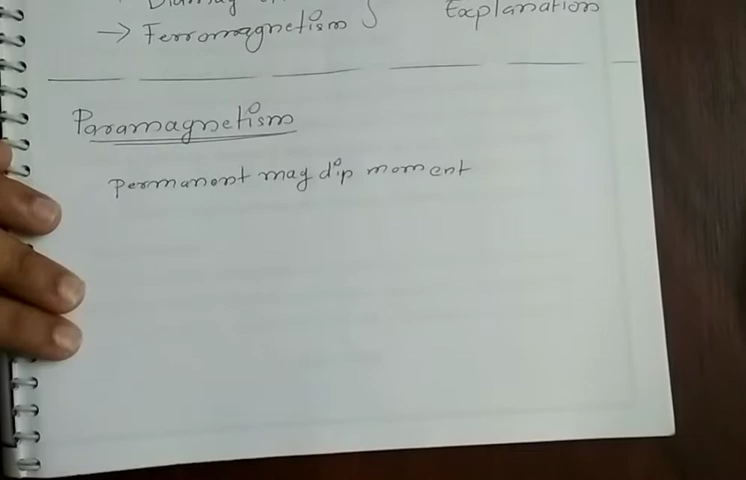 → Ferromagnetism }
Explanation
Paramagnetism
Permanent mag dip moment